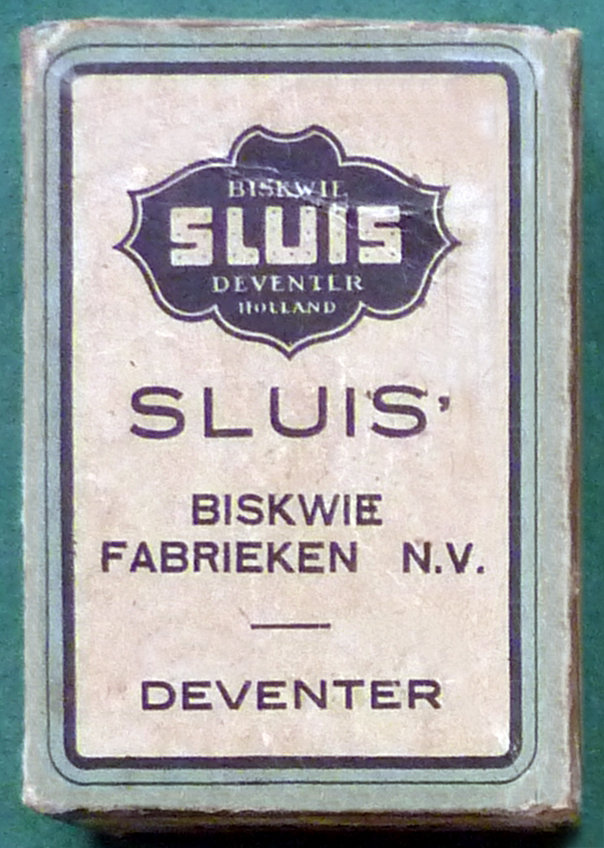 BISKWIE
SLUIS
DEVENTER
HOLLAND
SLUIS'
BISKWIE
FABRIEKEN N.V.
DEVENTER